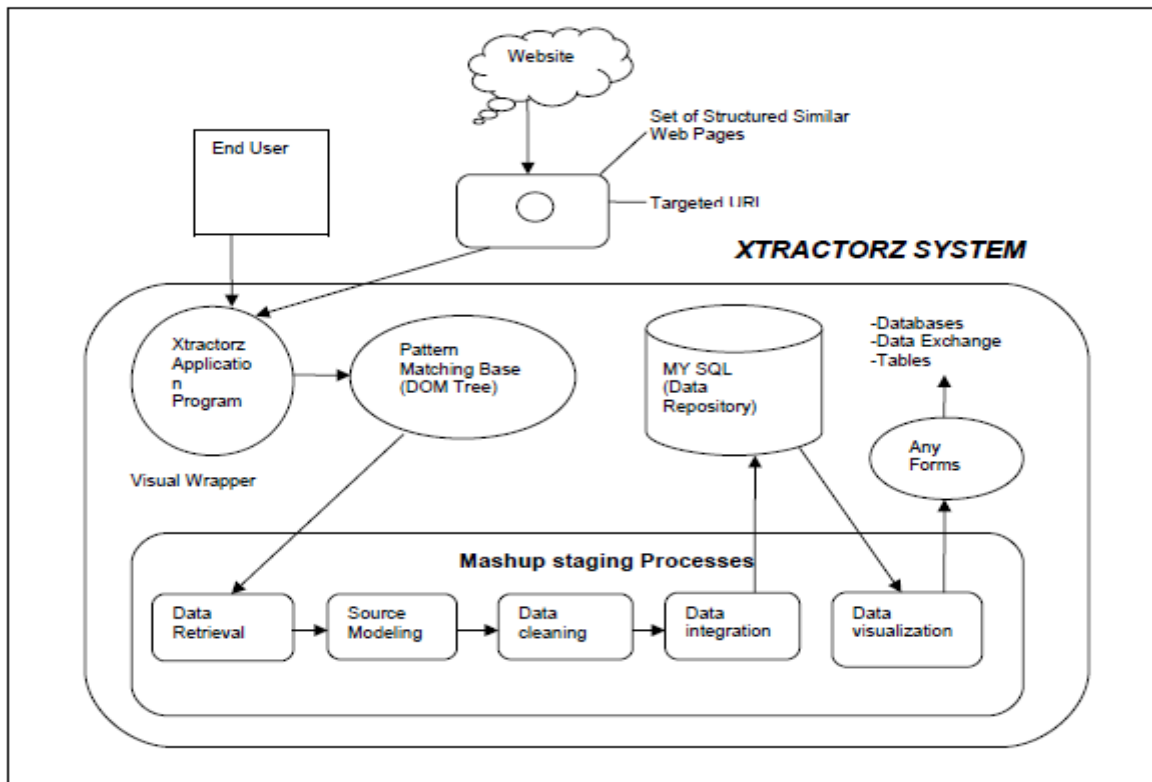 Website
Set of Structured Similar
Web Pages
End User
Targeted URL
XTRACTORZ SYSTEM
Xtractorz
Applicatio
n
Program
Pattern
Matching Base
(DOM Tree)
MY SQL
(Data
Repository)
-Databases
-Data Exchange
-Tables
Any
Forms
Visual Wrapper
Mashup staging Processes
Data
Retrieval
Source
Modeling
Data
cleaning
Data
integration
Data
visualization